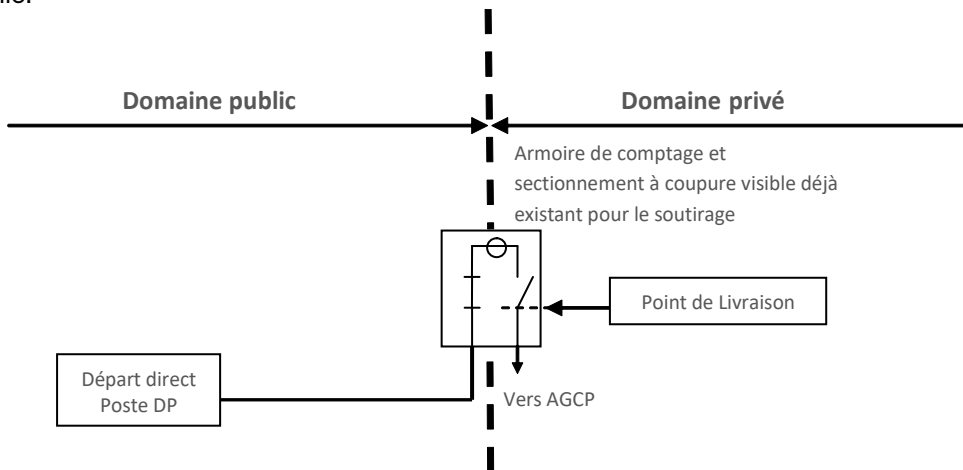 Domaine public
Domaine privé
Armoire de comptage et
sectionnement à coupure visible déjà
existant pour le soutirage
Point de Livraison
Départ direct
Poste DP
Vers AGCP